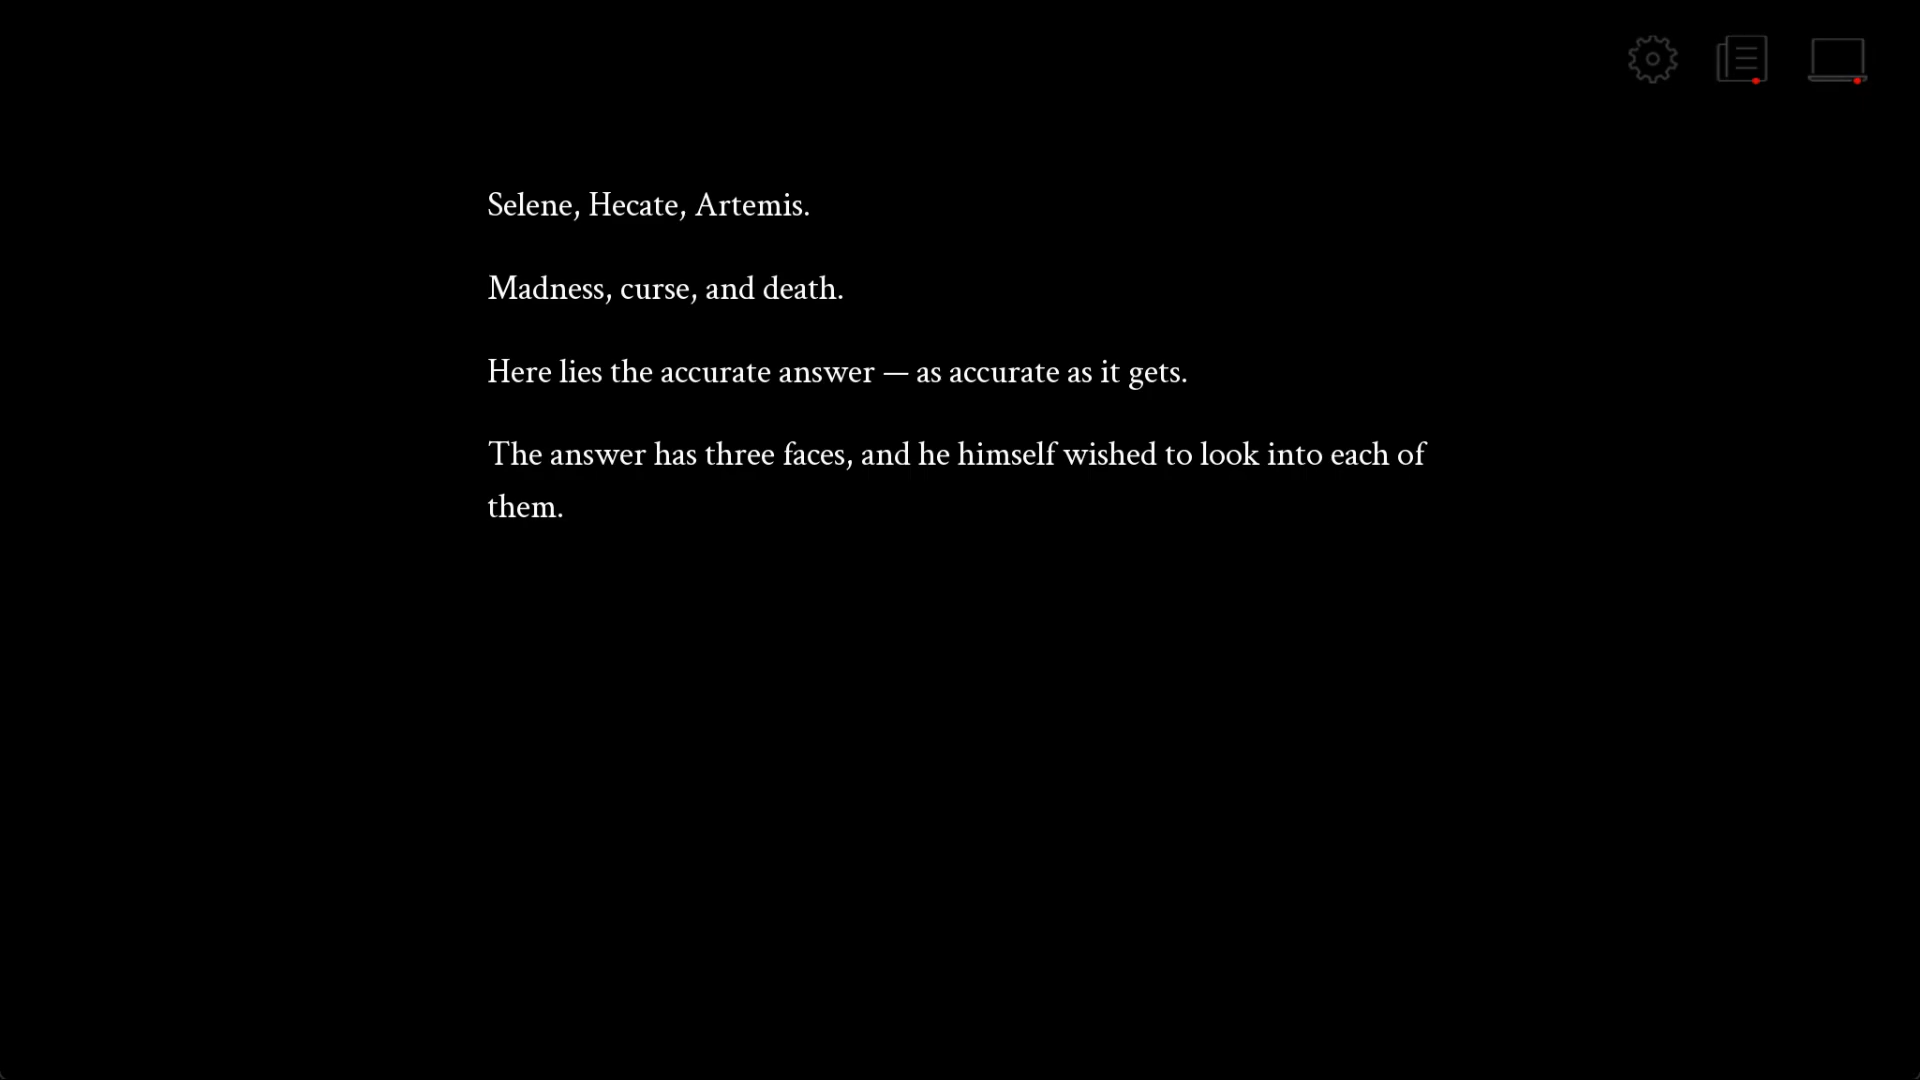 Selene, Hecate, Artemis.
Madness, curse, and death.
Here lies the accurate answer — as accurate as it gets.
The answer has three faces, and he himself wished to look into each of
them.